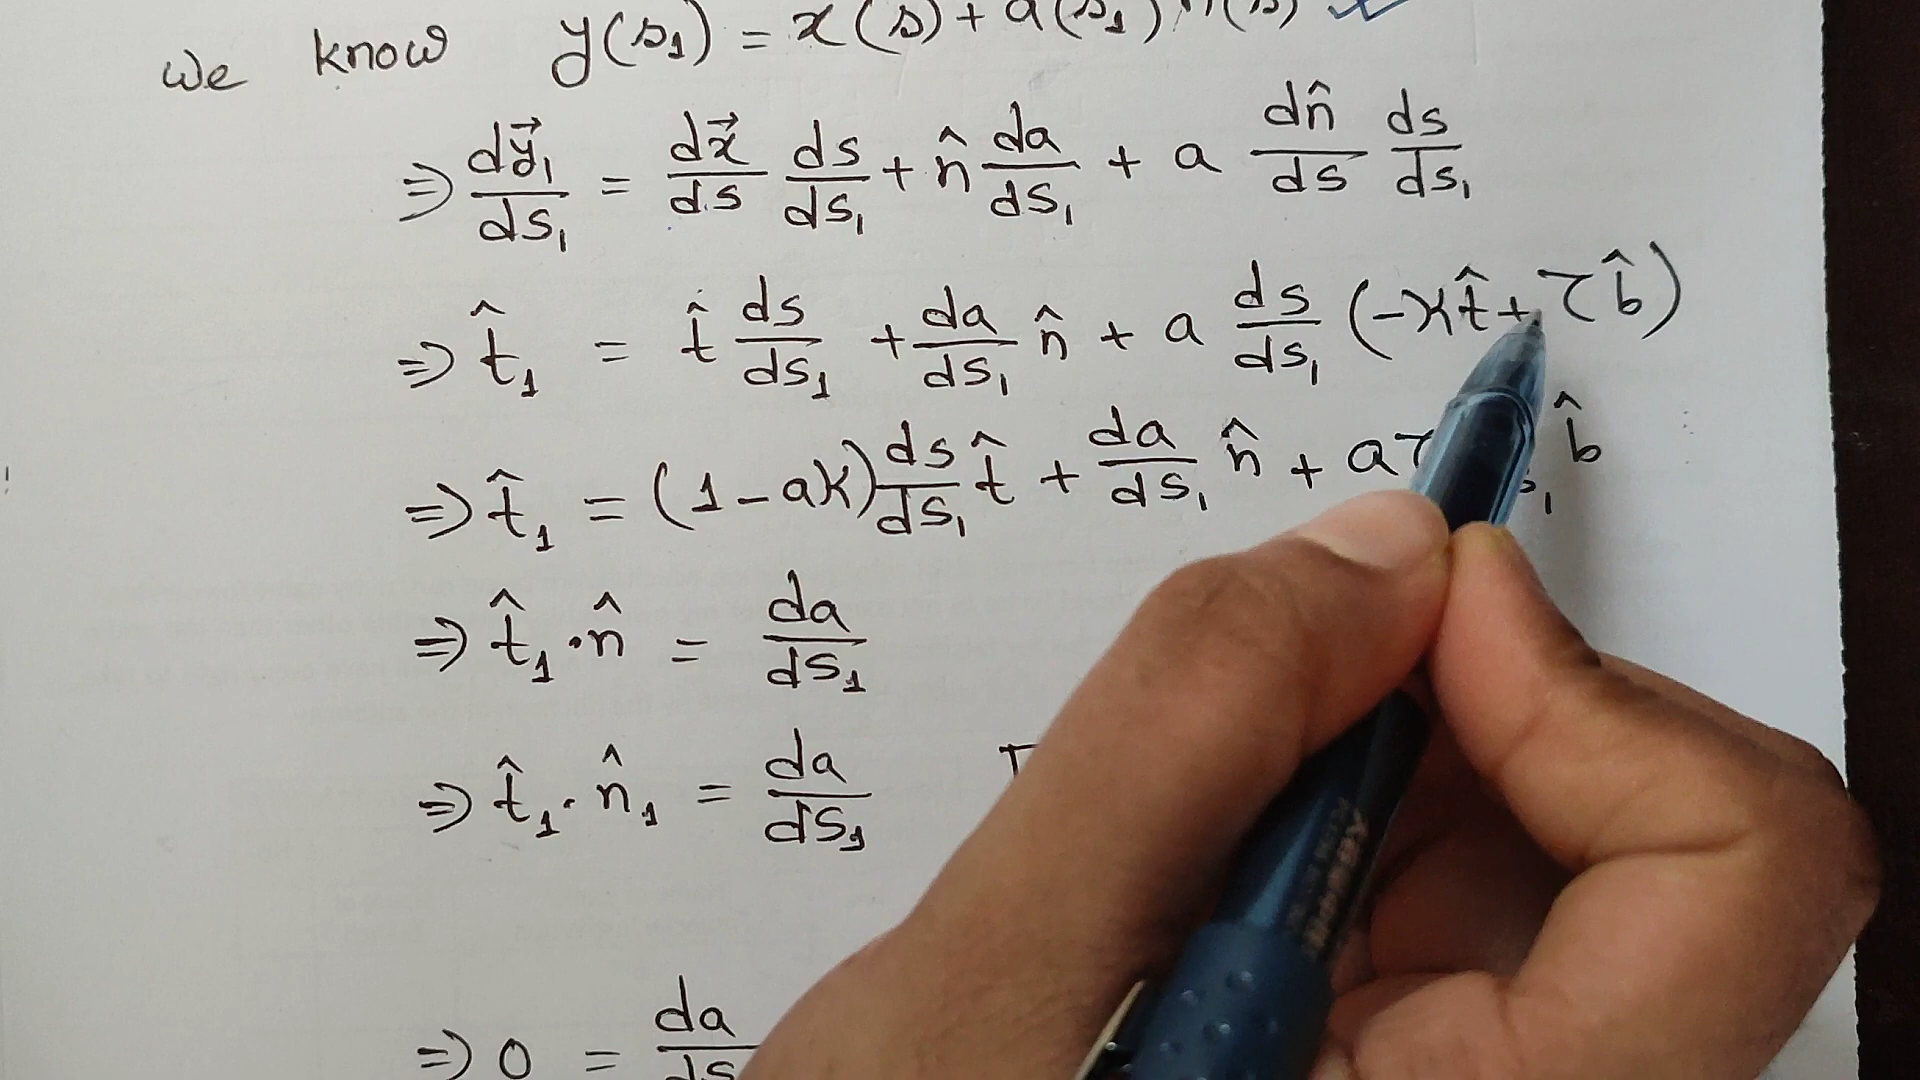 we know y(s₁) = x(s) + a(s₁) n(s)
⇒ dy⃗₁/ds₁ = dx⃗/ds ds/ds₁ + n̂ da/ds₁ + a dn̂/ds ds/ds₁
⇒ t̂₁ = t̂ ds/ds₁ + da/ds₁ n̂ + a ds/ds₁ (-κt̂ + τb̂)
⇒ t̂₁ = (1 - aκ) ds/ds₁ t̂ + da/ds₁ n̂ + aτ b̂
⇒ t̂₁ · n̂ = da/ds₁
⇒ t̂₁ · n̂₁ = da/ds₁
⇒ 0 = da/ds